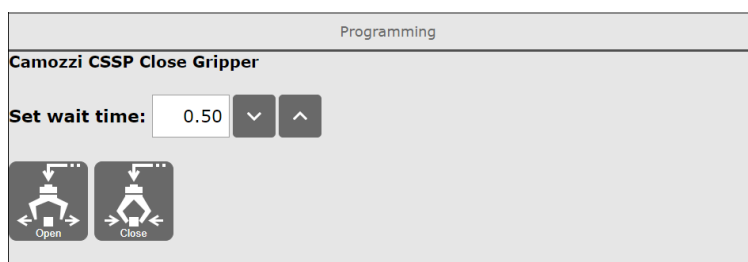 Programming
Camozzi CSSP Close Gripper
Set wait time: 0.50
Open Close